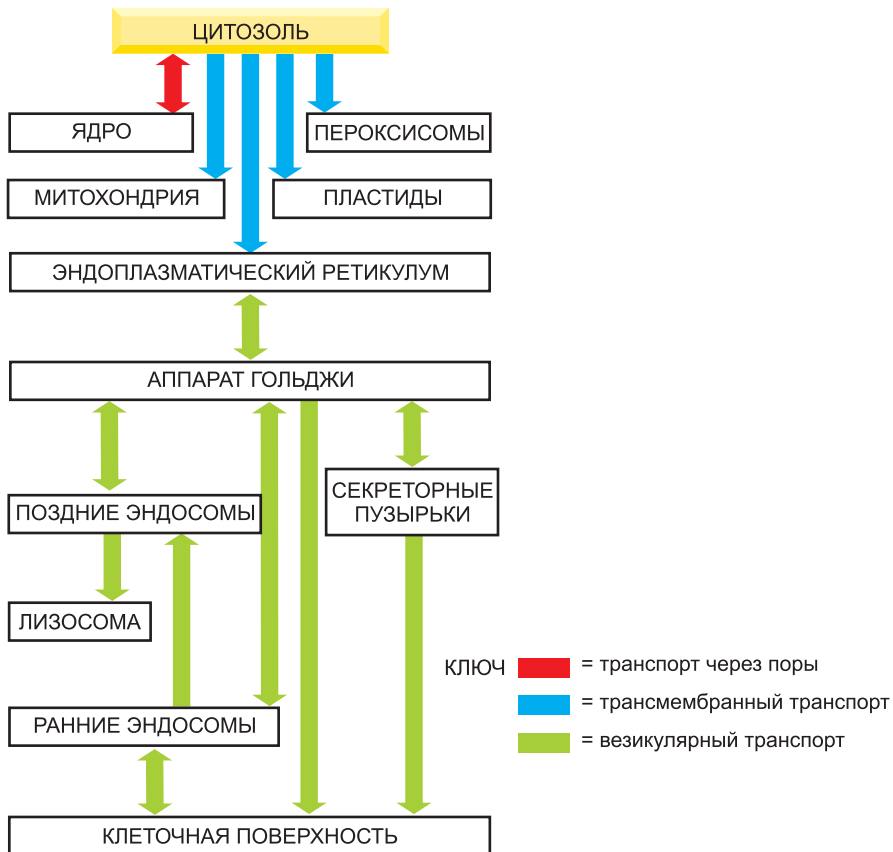 ЦИТОЗОЛЬ
ЯДРО
ПЕРОКСИСОМЫ
МИТОХОНДРИЯ
ПЛАСТИДЫ
ЭНДОПЛАЗМАТИЧЕСКИЙ РЕТИКУЛУМ
АППАРАТ ГОЛЬДЖИ
ПОЗДНИЕ ЭНДОСОМЫ
СЕКРЕТОРНЫЕ
ПУЗЫРЬКИ
ЛИЗОСОМА
КЛЮЧ
= транспорт через поры
= трансмембранный транспорт
= везикулярный транспорт
РАННИЕ ЭНДОСОМЫ
КЛЕТОЧНАЯ ПОВЕРХНОСТЬ